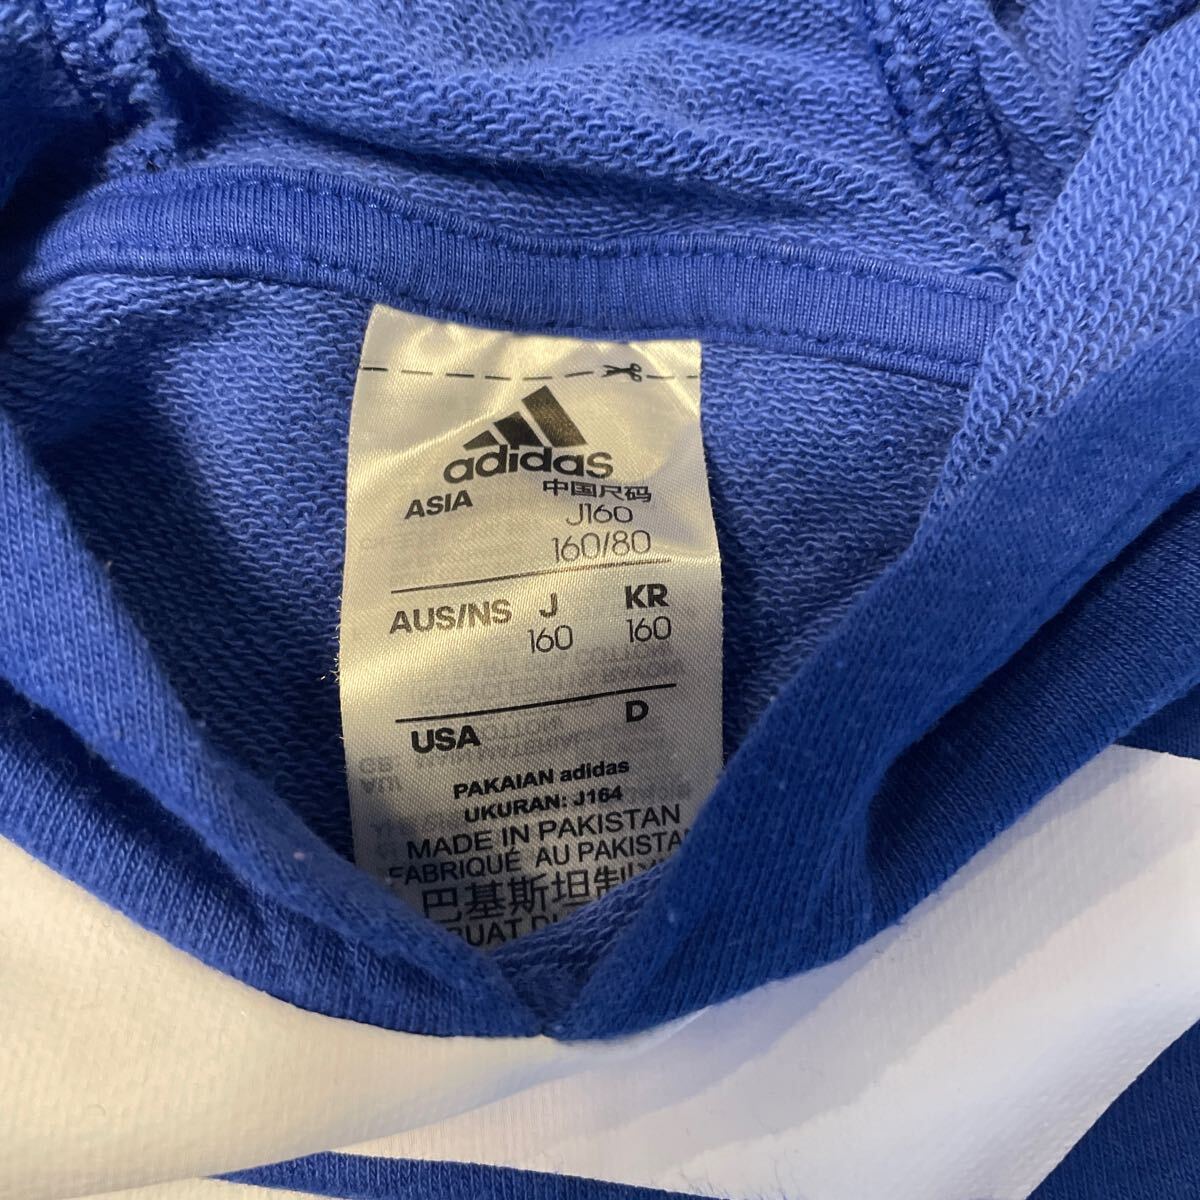 adidas
ASIA 中国尺码
J160
160/80
AUS/NS J KR
160 160
USA D
PAKAIAN adidas
UKURAN: J164
MADE IN PAKISTAN
FABRIQUÉ AU PAKISTAN
巴基斯坦制